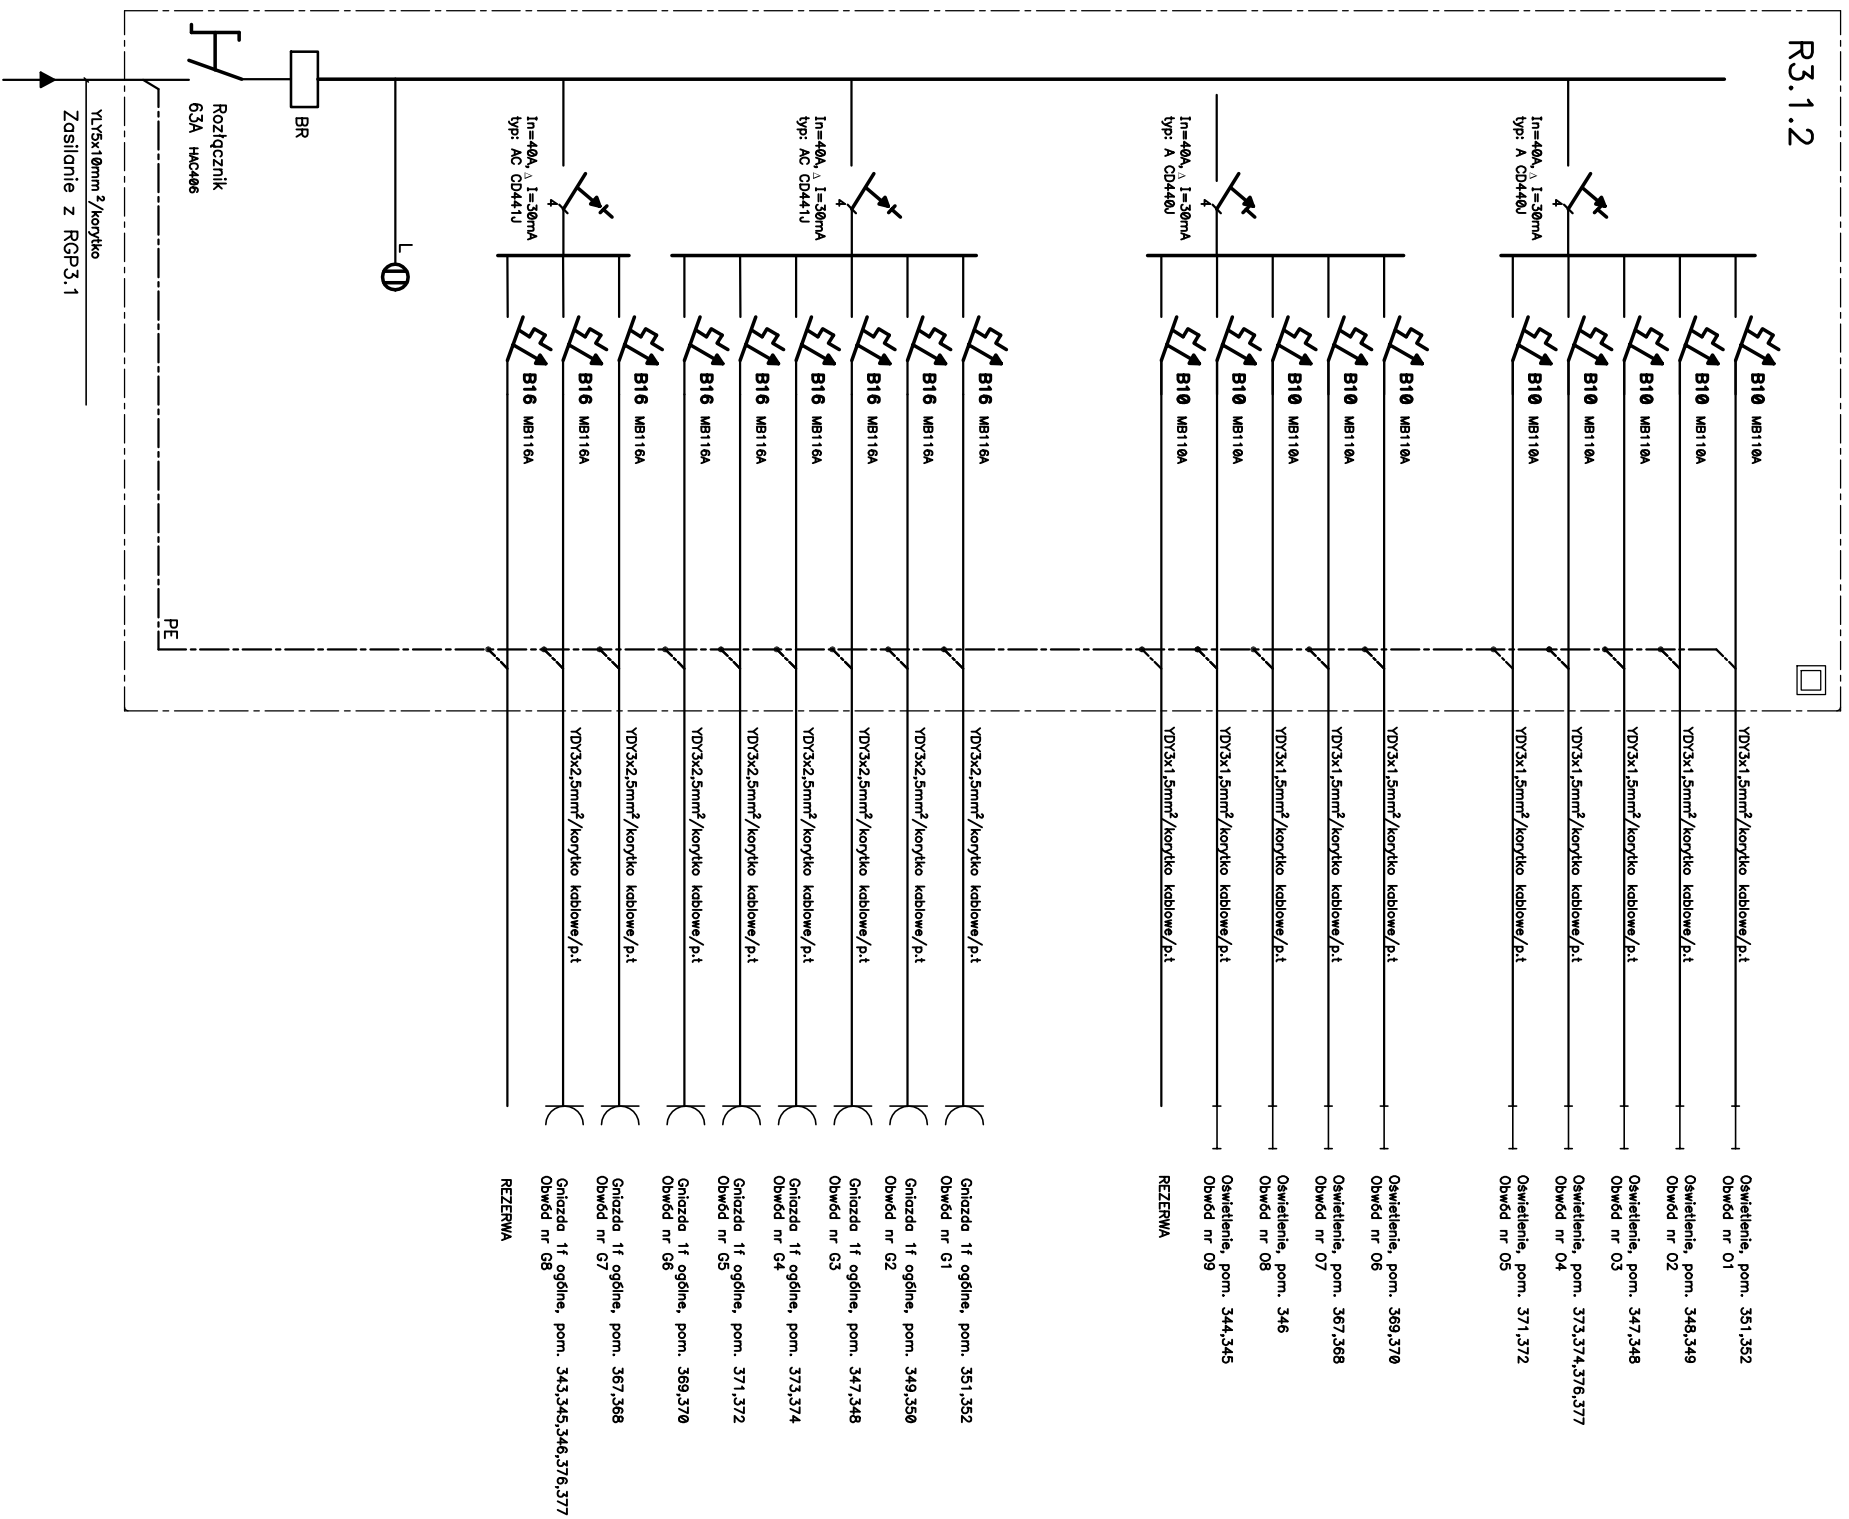 R3.1.2
YLY5x10mm²/korytko
Zasilanie z RGP3.1
Rozłącznik
63A HAC406
BR
L
PE
In=40A, △ I=30mA
typ: A CD440J
4
B10 MB110A
YDY3x1,5mm²/korytko kablowe/p.t
Oświetlenie, pom. 351,352
Obwód nr O1
B10 MB110A
YDY3x1,5mm²/korytko kablowe/p.t
Oświetlenie, pom. 348,349
Obwód nr O2
B10 MB110A
YDY3x1,5mm²/korytko kablowe/p.t
Oświetlenie, pom. 347,348
Obwód nr O3
B10 MB110A
YDY3x1,5mm²/korytko kablowe/p.t
Oświetlenie, pom. 373,374,376,377
Obwód nr O4
B10 MB110A
YDY3x1,5mm²/korytko kablowe/p.t
Oświetlenie, pom. 371,372
Obwód nr O5
In=40A, △ I=30mA
typ: A CD440J
4
B10 MB110A
YDY3x1,5mm²/korytko kablowe/p.t
Oświetlenie, pom. 369,370
Obwód nr O6
B10 MB110A
YDY3x1,5mm²/korytko kablowe/p.t
Oświetlenie, pom. 367,368
Obwód nr O7
B10 MB110A
YDY3x1,5mm²/korytko kablowe/p.t
Oświetlenie, pom. 346
Obwód nr O8
B10 MB110A
YDY3x1,5mm²/korytko kablowe/p.t
Oświetlenie, pom. 344,345
Obwód nr O9
B10 MB110A
YDY3x1,5mm²/korytko kablowe/p.t
REZERWA
In=40A, △ I=30mA
typ: AC CD441J
4
B16 MB116A
YDY3x2,5mm²/korytko kablowe/p.t
Gniazda 1f ogólne, pom. 351,352
Obwód nr G1
B16 MB116A
YDY3x2,5mm²/korytko kablowe/p.t
Gniazda 1f ogólne, pom. 349,350
Obwód nr G2
B16 MB116A
YDY3x2,5mm²/korytko kablowe/p.t
Gniazda 1f ogólne, pom. 347,348
Obwód nr G3
B16 MB116A
YDY3x2,5mm²/korytko kablowe/p.t
Gniazda 1f ogólne, pom. 373,374
Obwód nr G4
B16 MB116A
YDY3x2,5mm²/korytko kablowe/p.t
Gniazda 1f ogólne, pom. 371,372
Obwód nr G5
B16 MB116A
YDY3x2,5mm²/korytko kablowe/p.t
Gniazda 1f ogólne, pom. 369,370
Obwód nr G6
In=40A, △ I=30mA
typ: AC CD441J
4
B16 MB116A
YDY3x2,5mm²/korytko kablowe/p.t
Gniazda 1f ogólne, pom. 367,368
Obwód nr G7
B16 MB116A
YDY3x2,5mm²/korytko kablowe/p.t
Gniazda 1f ogólne, pom. 343,345,346,376,377
Obwód nr G8
B16 MB116A
REZERWA